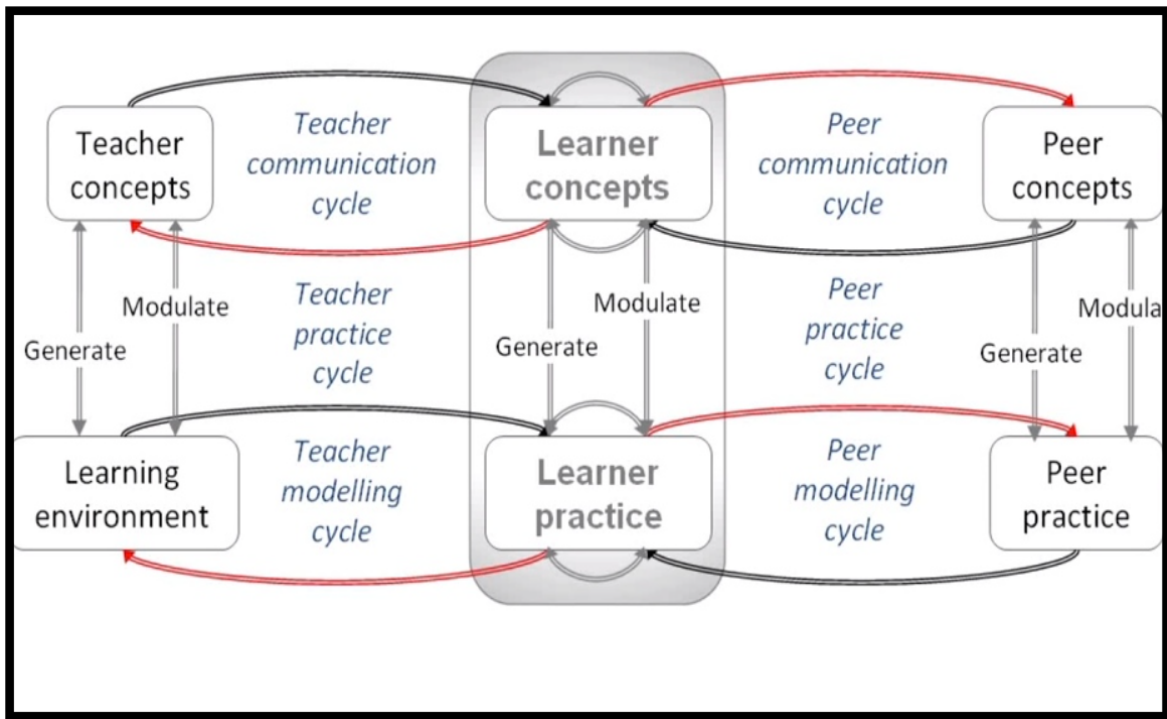 Teacher
concepts
Teacher
communication
cycle
Learner
concepts
Peer
communication
cycle
Peer
concepts
Generate
Modulate
Teacher
practice
cycle
Generate
Modulate
Peer
practice
cycle
Generate
Modula
Learning
environment
Teacher
modelling
cycle
Learner
practice
Peer
modelling
cycle
Peer
practice